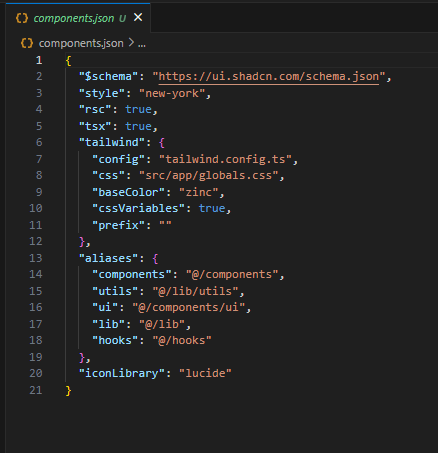 components.json U
components.json > ...
1 {
2 "$schema": "https://ui.shadcn.com/schema.json",
3 "style": "new-york",
4 "rsc": true,
5 "tsx": true,
6 "tailwind": {
7 "config": "tailwind.config.ts",
8 "css": "src/app/globals.css",
9 "baseColor": "zinc",
10 "cssVariables": true,
11 "prefix": ""
12 },
13 "aliases": {
14 "components": "@/components",
15 "utils": "@/lib/utils",
16 "ui": "@/components/ui",
17 "lib": "@/lib",
18 "hooks": "@/hooks"
19 },
20 "iconLibrary": "lucide"
21 }